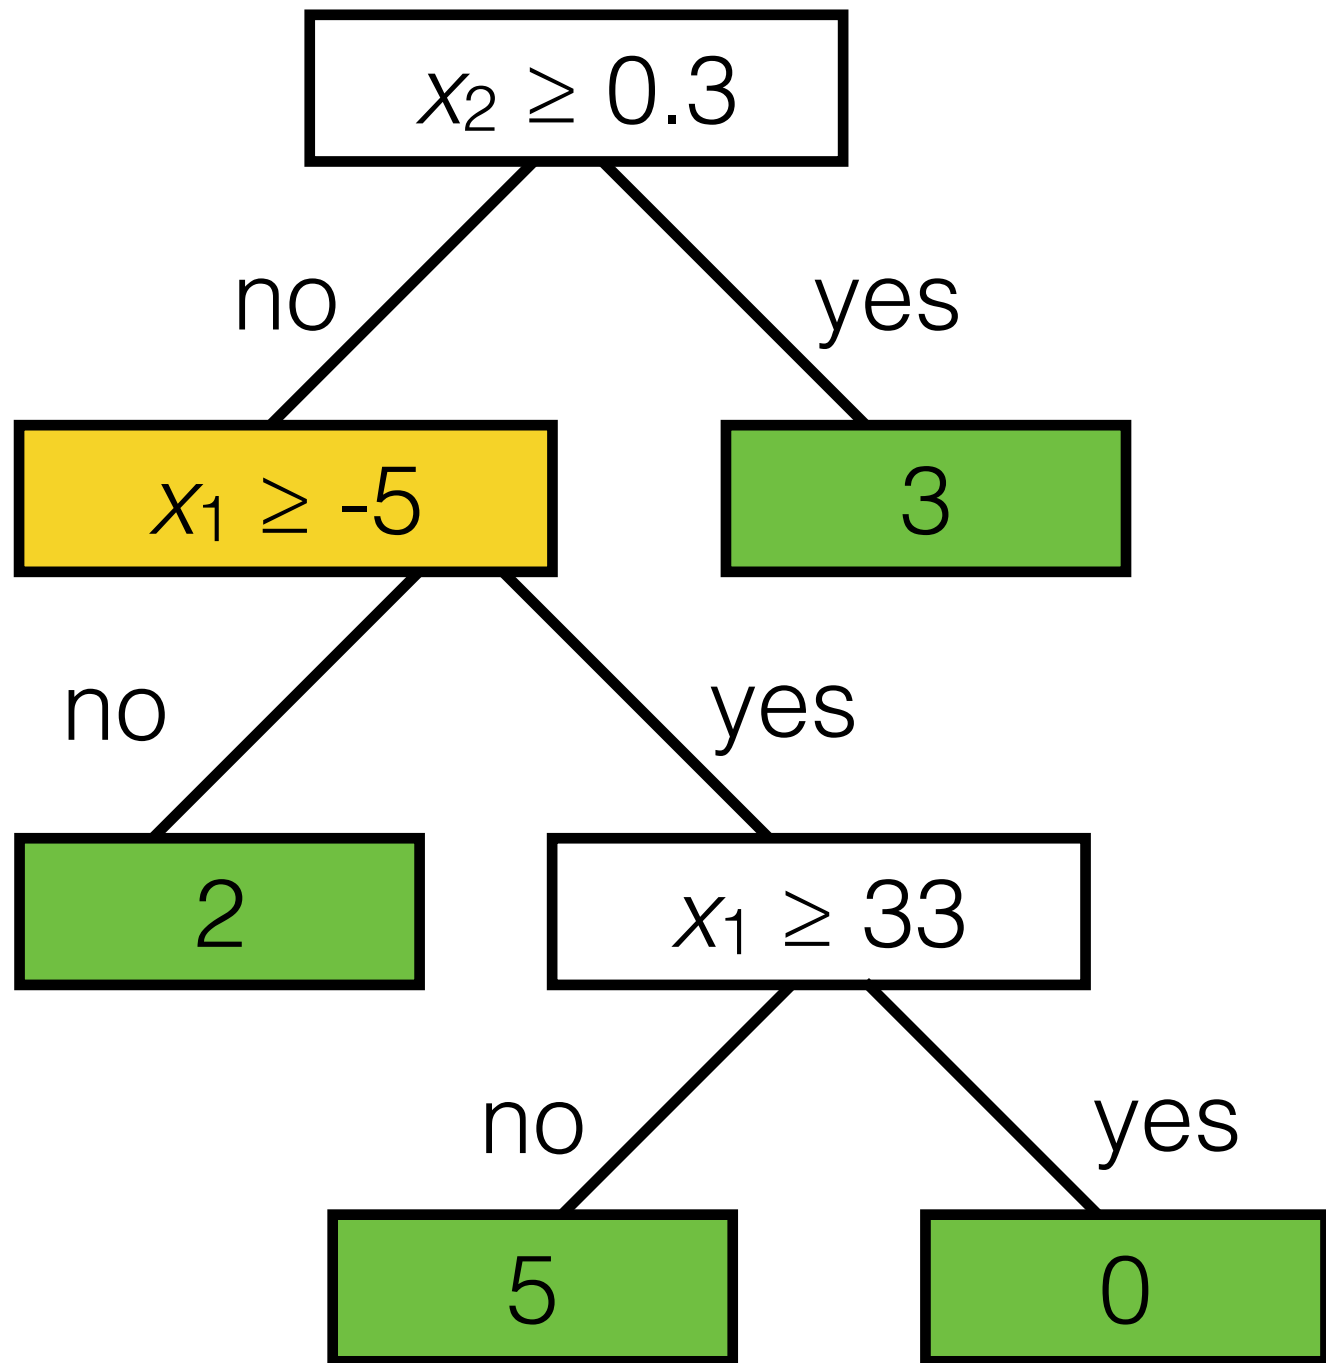 x₂ ≥ 0.3
no
yes
x₁ ≥ -5
3
no
yes
2
x₁ ≥ 33
no
yes
5
0